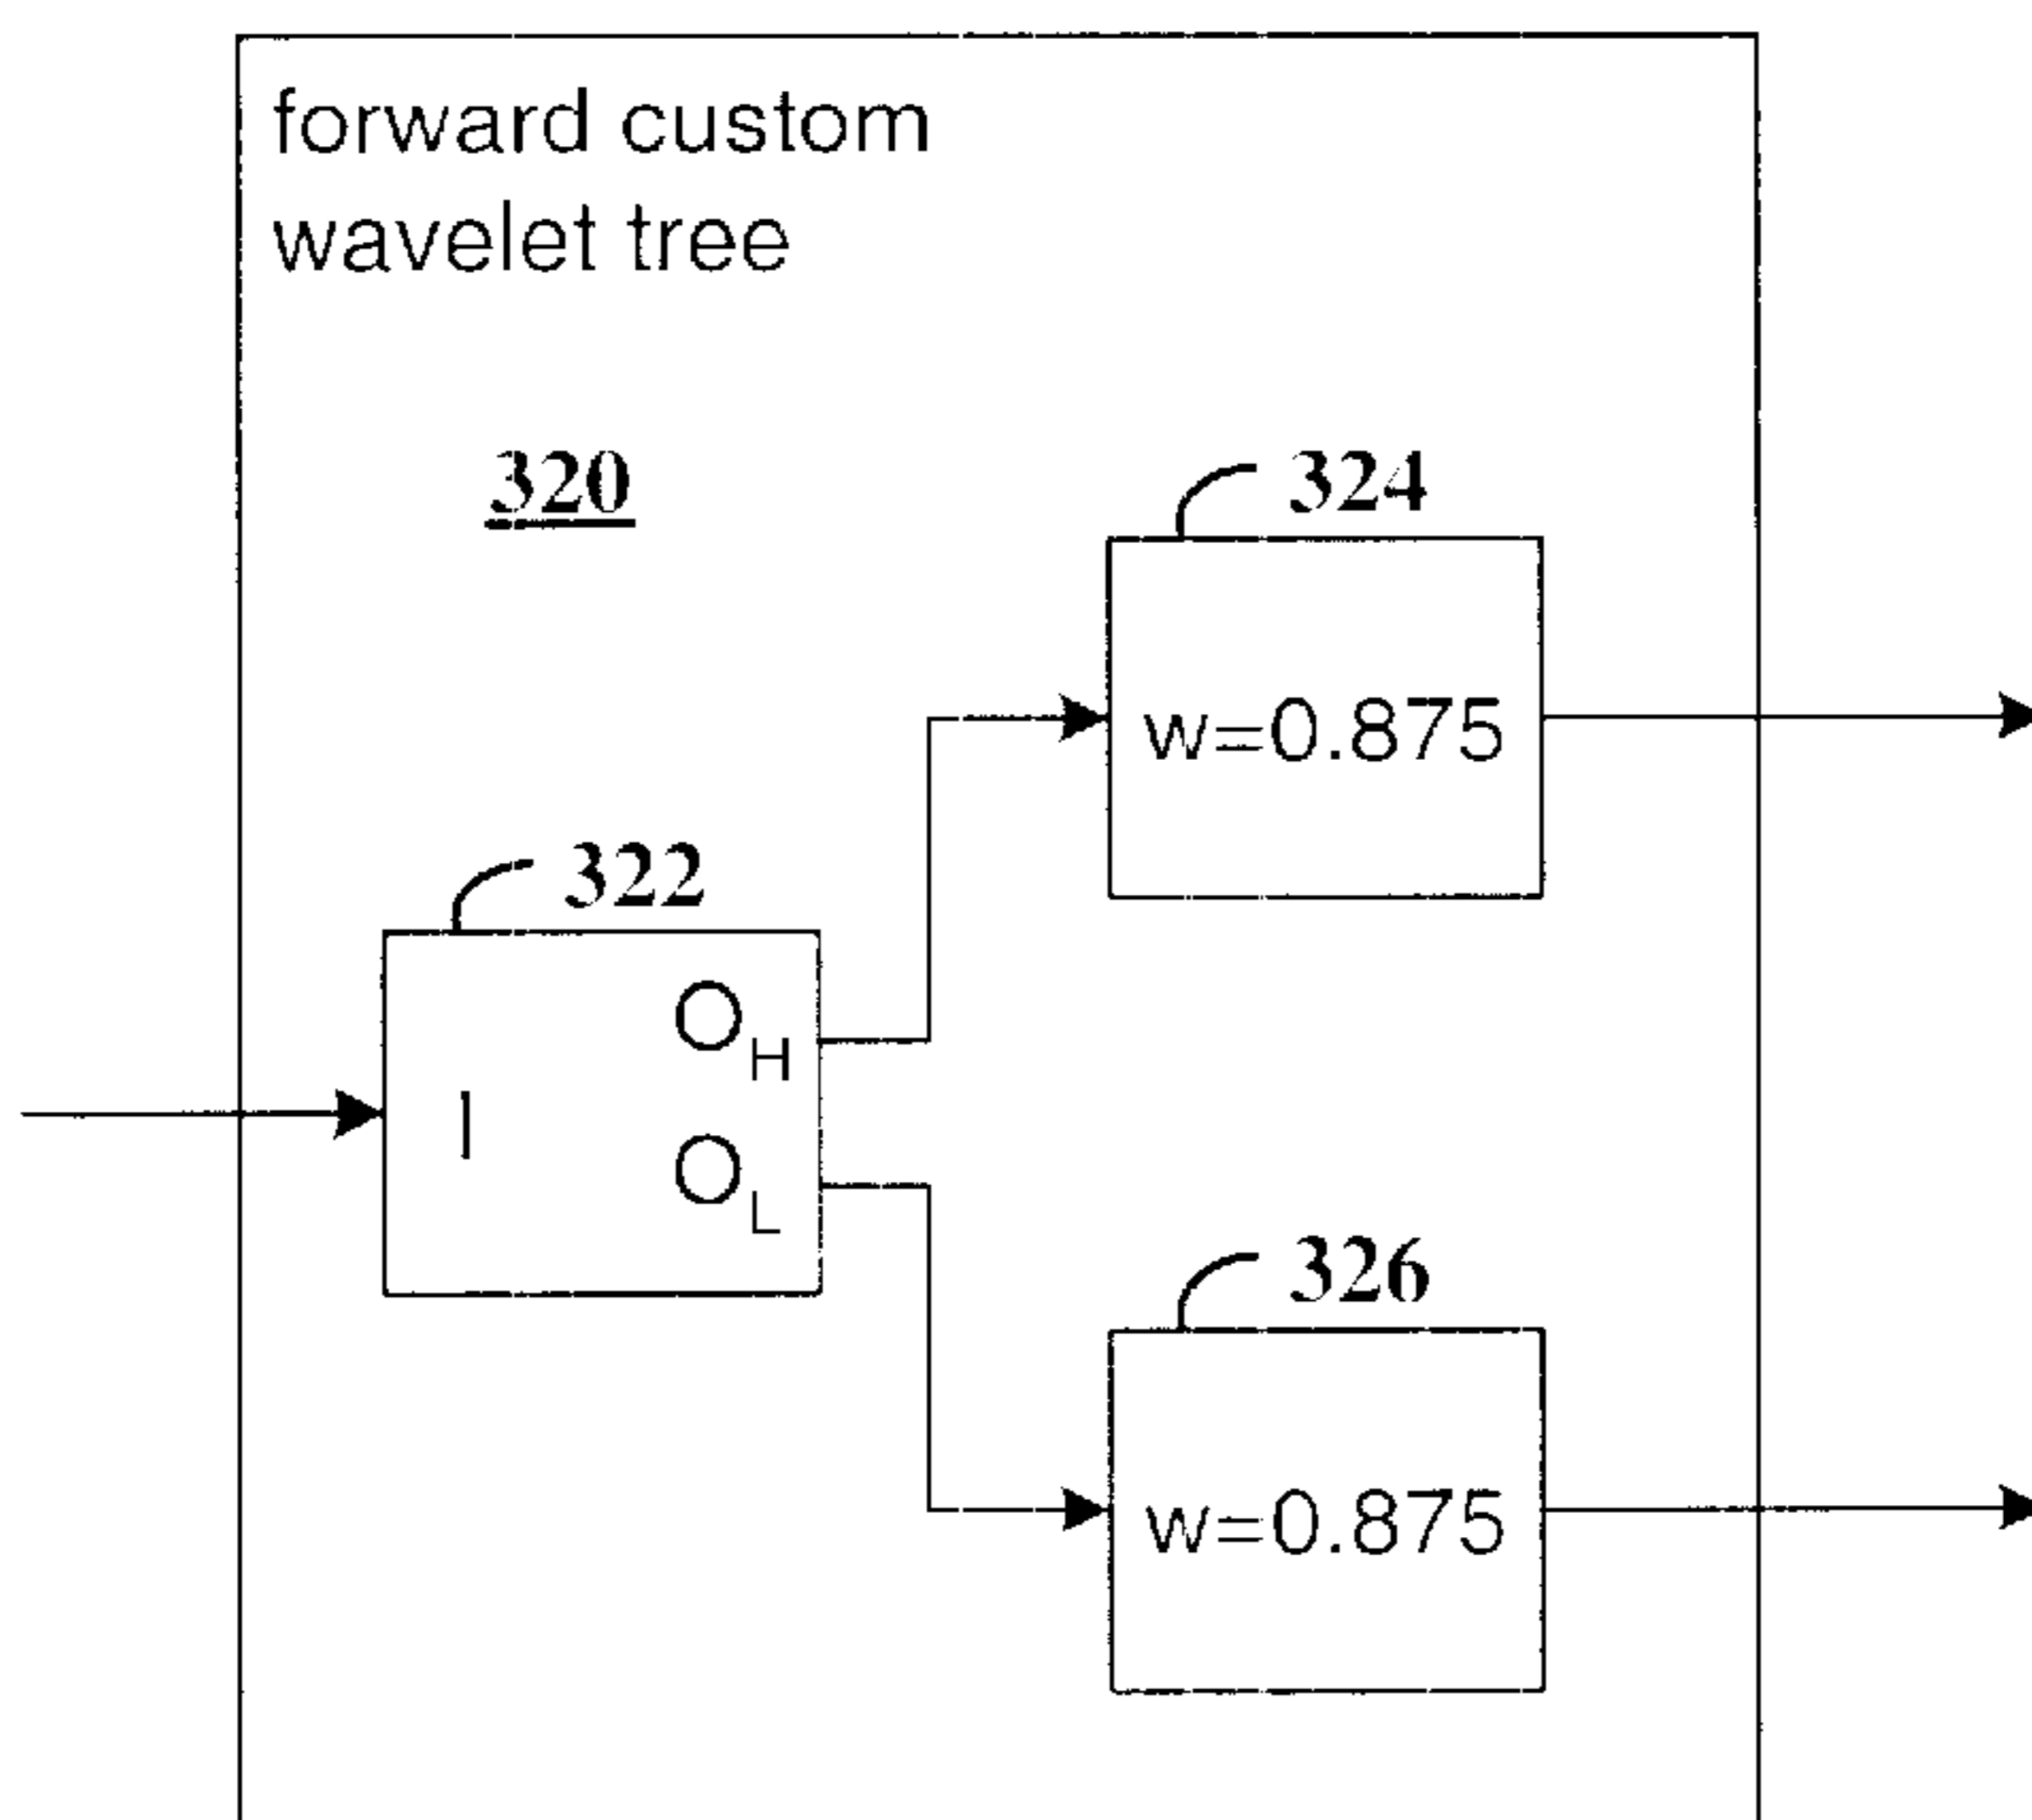 forward custom
wavelet tree
320
324
w=0.875
322
O_H
I
O_L
326
w=0.875